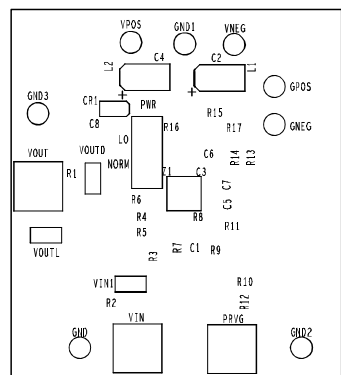 VPOS GND1 VNEG
L2 C4 C2 L1
GPOS
GND3 CR1 + PWR +
C8 R15
LO R16 R17 GNEG
VOUT VOUTD
C6 R14 R13
R1 NORM
Z1 C3
C7
R6
C5
R4 R8
R5 R11
VOUTL
R3 R7 C1 R9
VIN1 R10
R2 R12
GND VIN PRVG GND2